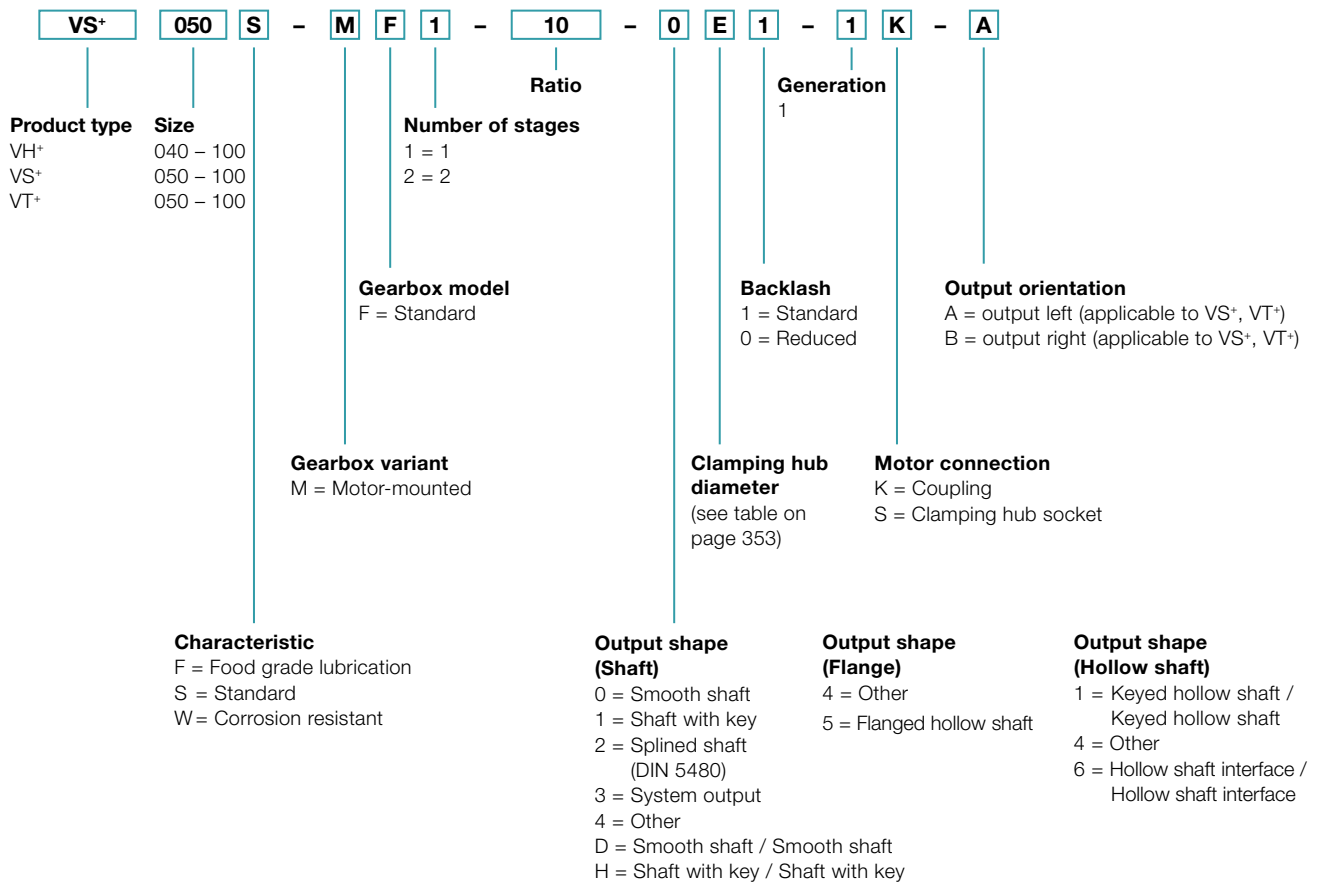 VS⁺ 050 S – M F 1 – 10 – 0 E 1 – 1 K – A
Ratio
Generation
1
Product type
VH⁺
VS⁺
VT⁺
Size
040 – 100
050 – 100
050 – 100
Number of stages
1 = 1
2 = 2
Gearbox model
F = Standard
Backlash
1 = Standard
0 = Reduced
Output orientation
A = output left (applicable to VS⁺, VT⁺)
B = output right (applicable to VS⁺, VT⁺)
Gearbox variant
M = Motor-mounted
Clamping hub
diameter
(see table on
page 353)
Motor connection
K = Coupling
S = Clamping hub socket
Characteristic
F = Food grade lubrication
S = Standard
W = Corrosion resistant
Output shape
(Shaft)
0 = Smooth shaft
1 = Shaft with key
2 = Splined shaft
(DIN 5480)
3 = System output
4 = Other
D = Smooth shaft / Smooth shaft
H = Shaft with key / Shaft with key
Output shape
(Flange)
4 = Other
5 = Flanged hollow shaft
Output shape
(Hollow shaft)
1 = Keyed hollow shaft /
Keyed hollow shaft
4 = Other
6 = Hollow shaft interface /
Hollow shaft interface